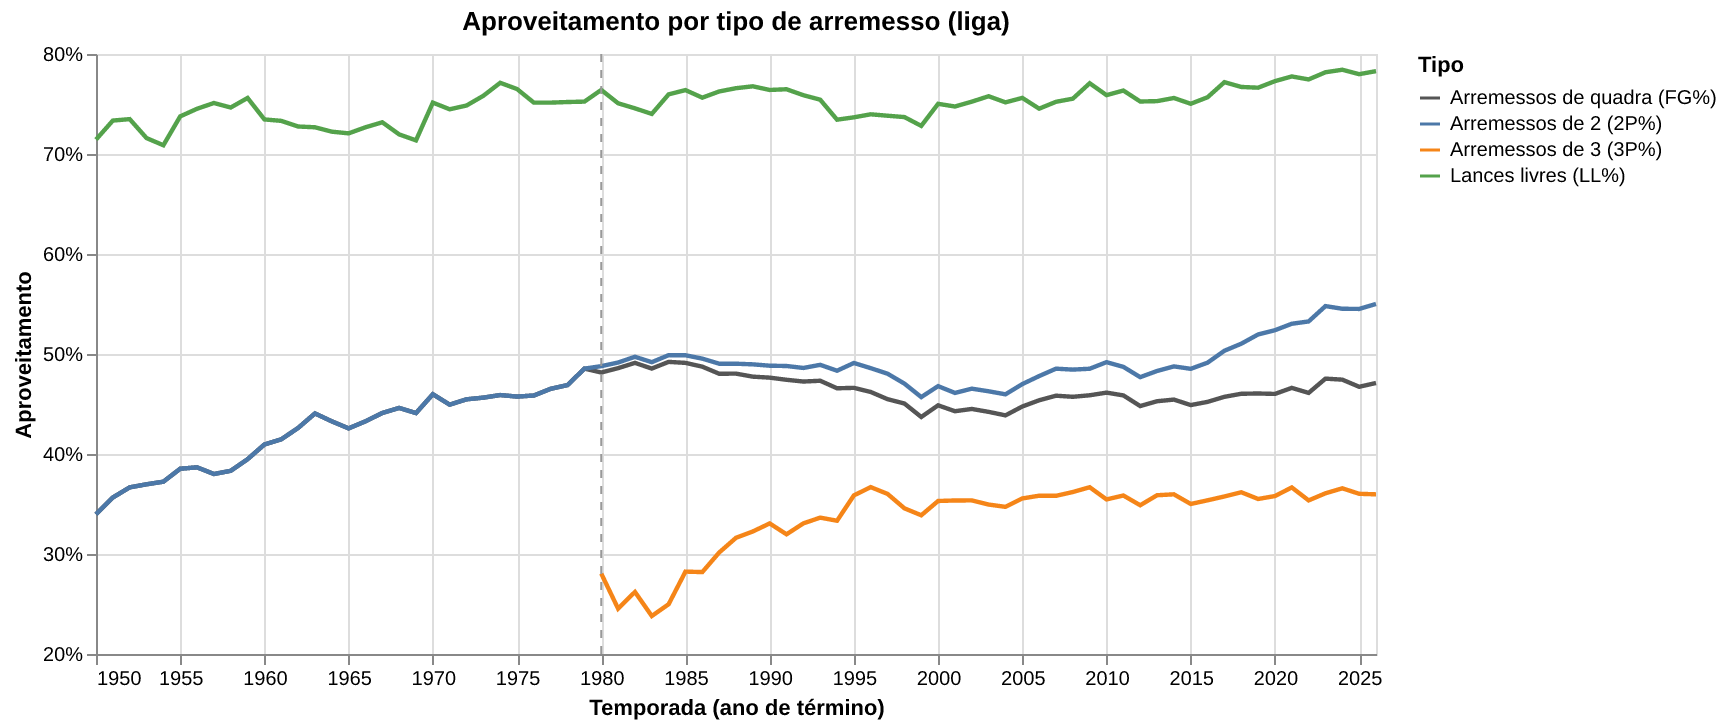 Aproveitamento por tipo de arremesso (liga)
80%
70%
60%
50%
40%
30%
20%
Aproveitamento
1950 1955 1960 1965 1970 1975 1980 1985 1990 1995 2000 2005 2010 2015 2020 2025
Temporada (ano de término)
Tipo
Arremessos de quadra (FG%)
Arremessos de 2 (2P%)
Arremessos de 3 (3P%)
Lances livres (LL%)